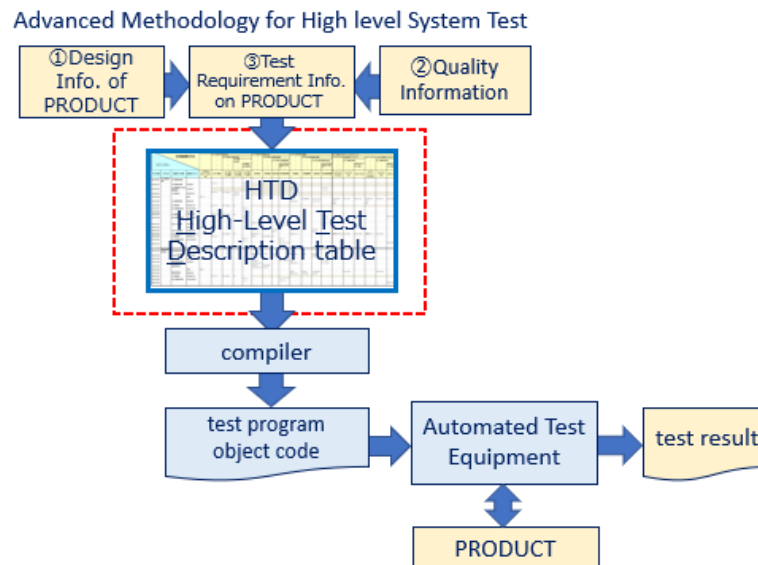 Advanced Methodology for High level System Test
①Design
Info. of
PRODUCT
③Test
Requirement Info.
on PRODUCT
②Quality
Information
HTD
High-Level Test
Description table
compiler
test program
object code
Automated Test
Equipment
test result
PRODUCT